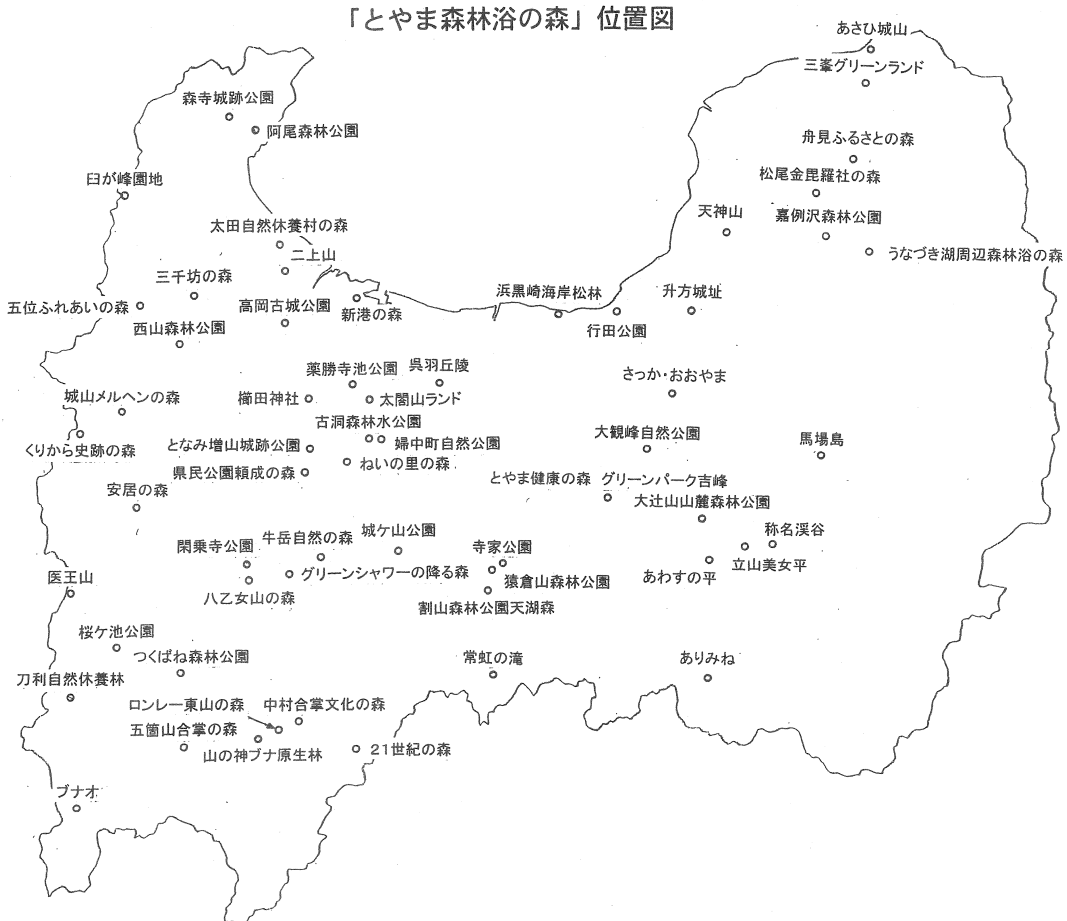 「とやま森林浴の森」位置図
あさひ城山
三峯グリーンランド
森寺城跡公園
阿尾森林公園
舟見ふるさとの森
臼が峰園地
松尾金毘羅社の森
天神山
嘉例沢森林公園
太田自然休養村の森
うなづき湖周辺森林浴の森
二上山
三千坊の森
五位ふれあいの森
高岡古城公園
新港の森
浜黒崎海岸松林
升方城址
西山森林公園
行田公園
薬勝寺池公園
呉羽丘陵
さっか・おおやま
城山メルヘンの森
櫛田神社
太閤山ランド
古洞森林水公園
くりから史跡の森
となみ増山城跡公園
婦中町自然公園
大観峰自然公園
馬場島
県民公園頼成の森
ねいの里の森
とやま健康の森
グリーンパーク吉峰
安居の森
大辻山山麓森林公園
城ケ山公園
称名渓谷
閑乗寺公園
牛岳自然の森
寺家公園
立山美女平
医王山
グリーンシャワーの降る森
猿倉山森林公園
あわすの平
八乙女山の森
割山森林公園天湖森
桜ケ池公園
つくばね森林公園
常虹の滝
ありみね
刀利自然休養林
ロンレー東山の森
中村合掌文化の森
五箇山合掌の森
山の神ブナ原生林
21世紀の森
ブナオ